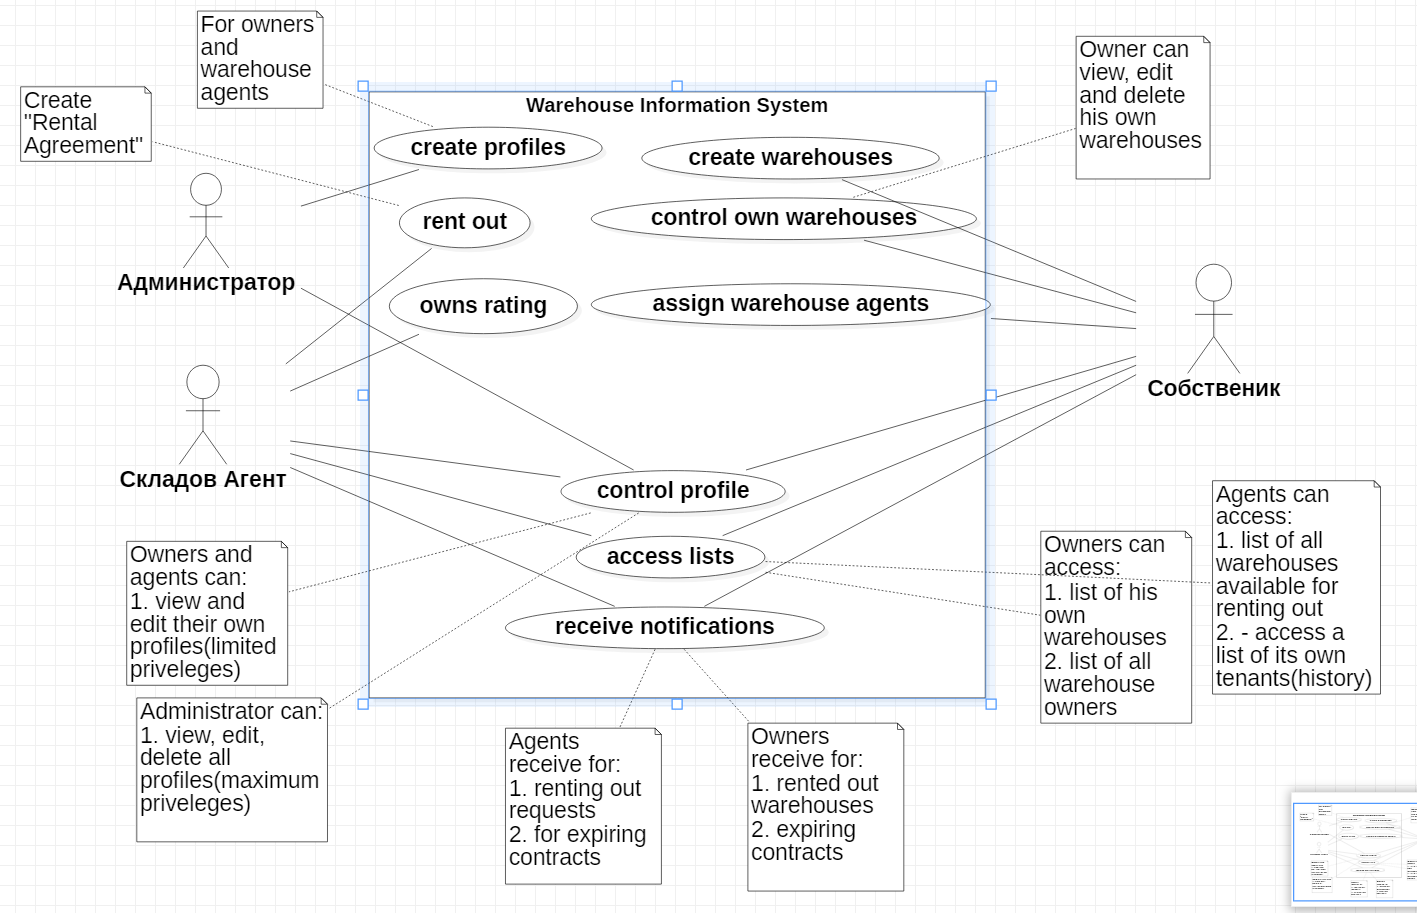 For owners
and
warehouse
agents
Create
"Rental
Agreement"
Owner can
view, edit
and delete
his own
warehouses
Warehouse Information System
create profiles
create warehouses
rent out
control own warehouses
owns rating
assign warehouse agents
Администратор
Собственик
Складов Агент
control profile
access lists
receive notifications
Owners and
agents can:
1. view and
edit their own
profiles(limited
priveleges)
Administrator can:
1. view, edit,
delete all
profiles(maximum
priveleges)
Agents
receive for:
1. renting out
requests
2. for expiring
contracts
Owners
receive for:
1. rented out
warehouses
2. expiring
contracts
Owners can
access:
1. list of his
own
warehouses
2. list of all
warehouse
owners
Agents can
access:
1. list of all
warehouses
available for
renting out
2. - access a
list of its own
tenants(history)